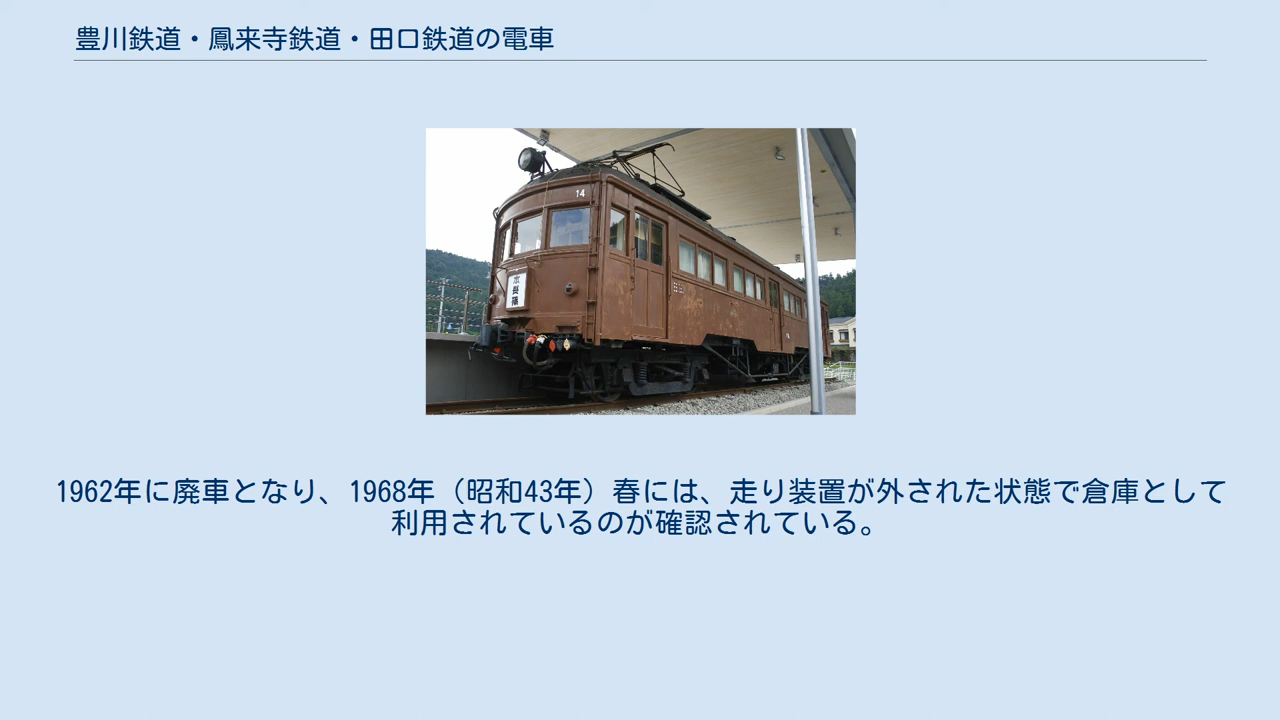 豊川鉄道・鳳来寺鉄道・田口鉄道の電車
14
本長篠
1962年に廃車となり、1968年（昭和43年）春には、走り装置が外された状態で倉庫として
利用されているのが確認されている。